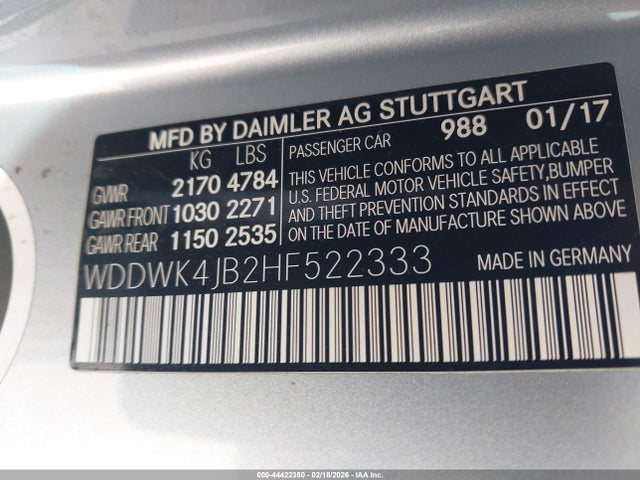 MFD BY DAIMLER AG STUTTGART
KG LBS
GVWR 2170 4784
GAWR FRONT 1030 2271
GAWR REAR 1150 2535
PASSENGER CAR 988 01/17
THIS VEHICLE CONFORMS TO ALL APPLICABLE
U.S. FEDERAL MOTOR VEHICLE SAFETY,BUMPER
AND THEFT PREVENTION STANDARDS IN EFFECT
ON THE DATE OF MANUFACTURE SHOWN ABOVE
WDDWK4JB2HF522333 MADE IN GERMANY
000-44422350 - 02/18/2026 - © IAA Inc.